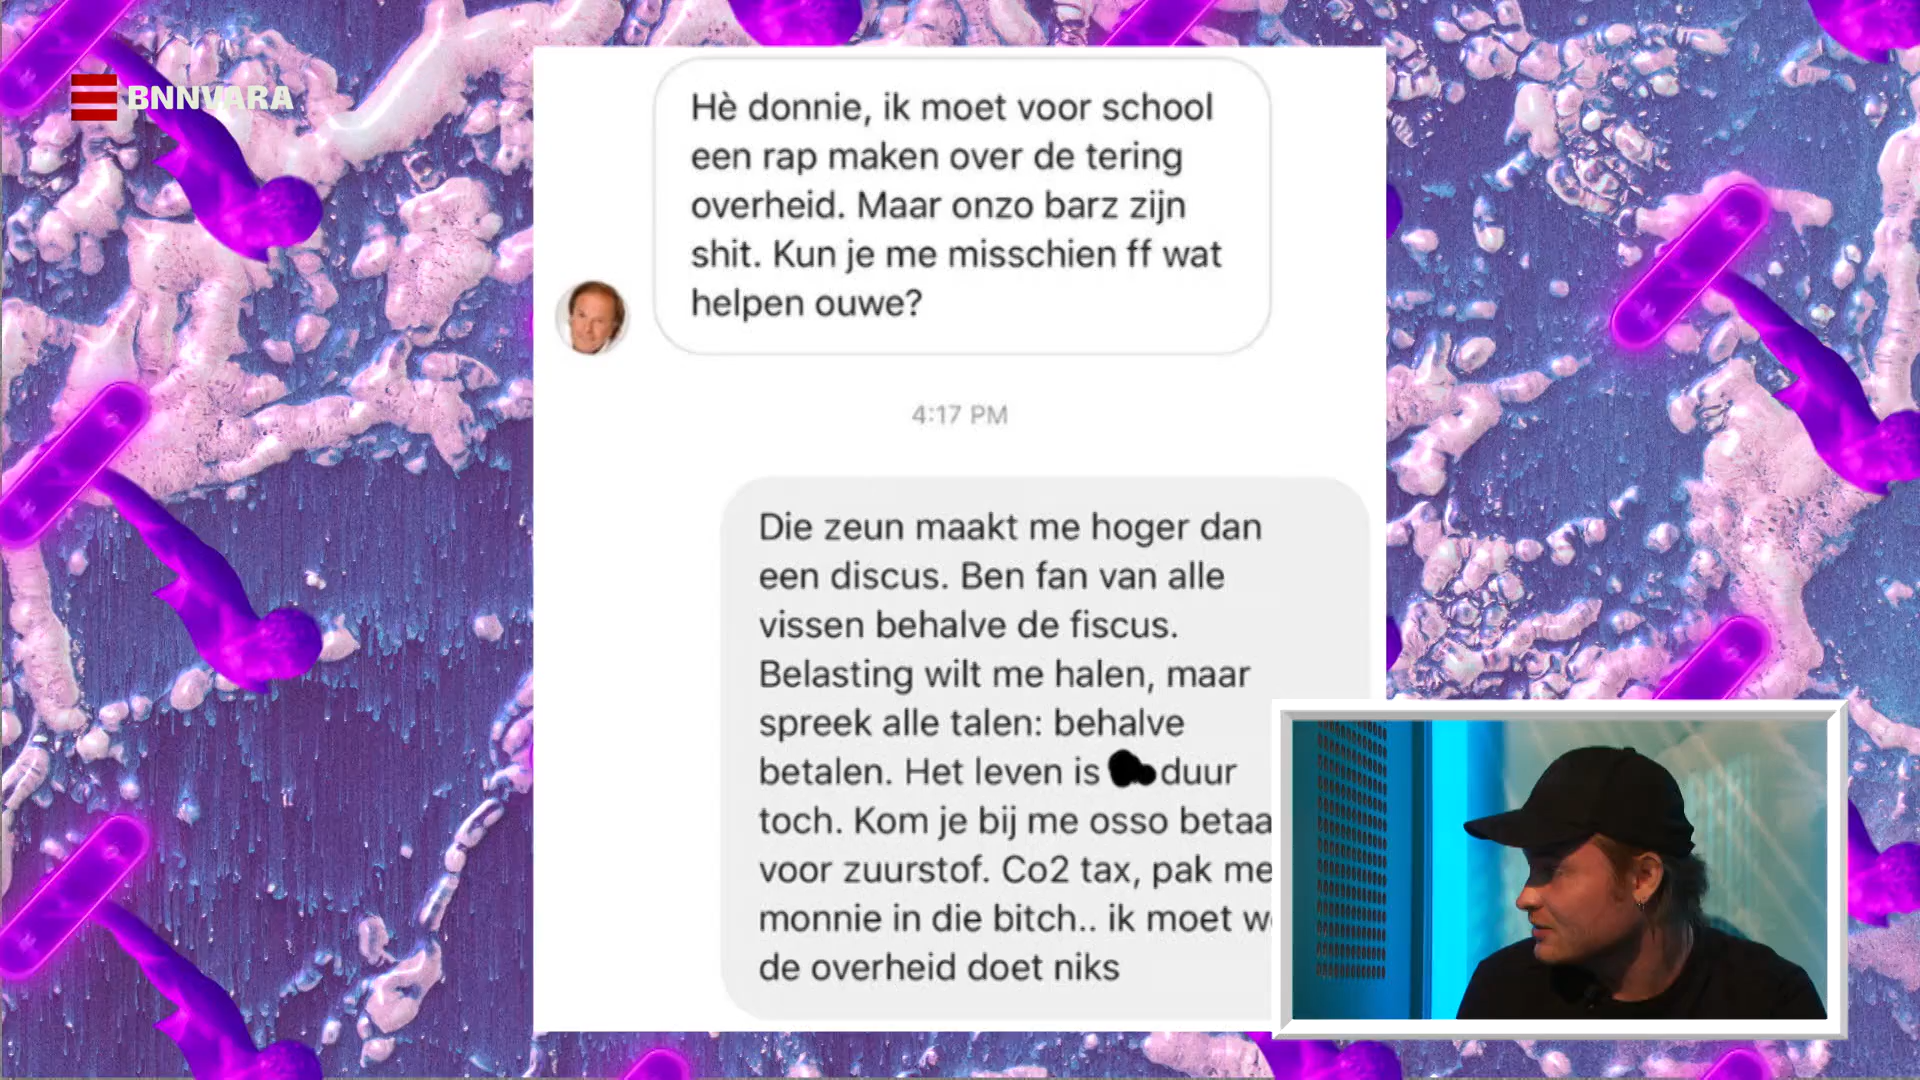 BNNVARA
Hè donnie, ik moet voor school
een rap maken over de tering
overheid. Maar onzo barz zijn
shit. Kun je me misschien ff wat
helpen ouwe?
4:17 PM
Die zeun maakt me hoger dan
een discus. Ben fan van alle
vissen behalve de fiscus.
Belasting wilt me halen, maar
spreek alle talen: behalve
betalen. Het leven is duur
toch. Kom je bij me osso betaa
voor zuurstof. Co2 tax, pak me
monnie in die bitch.. ik moet w
de overheid doet niks